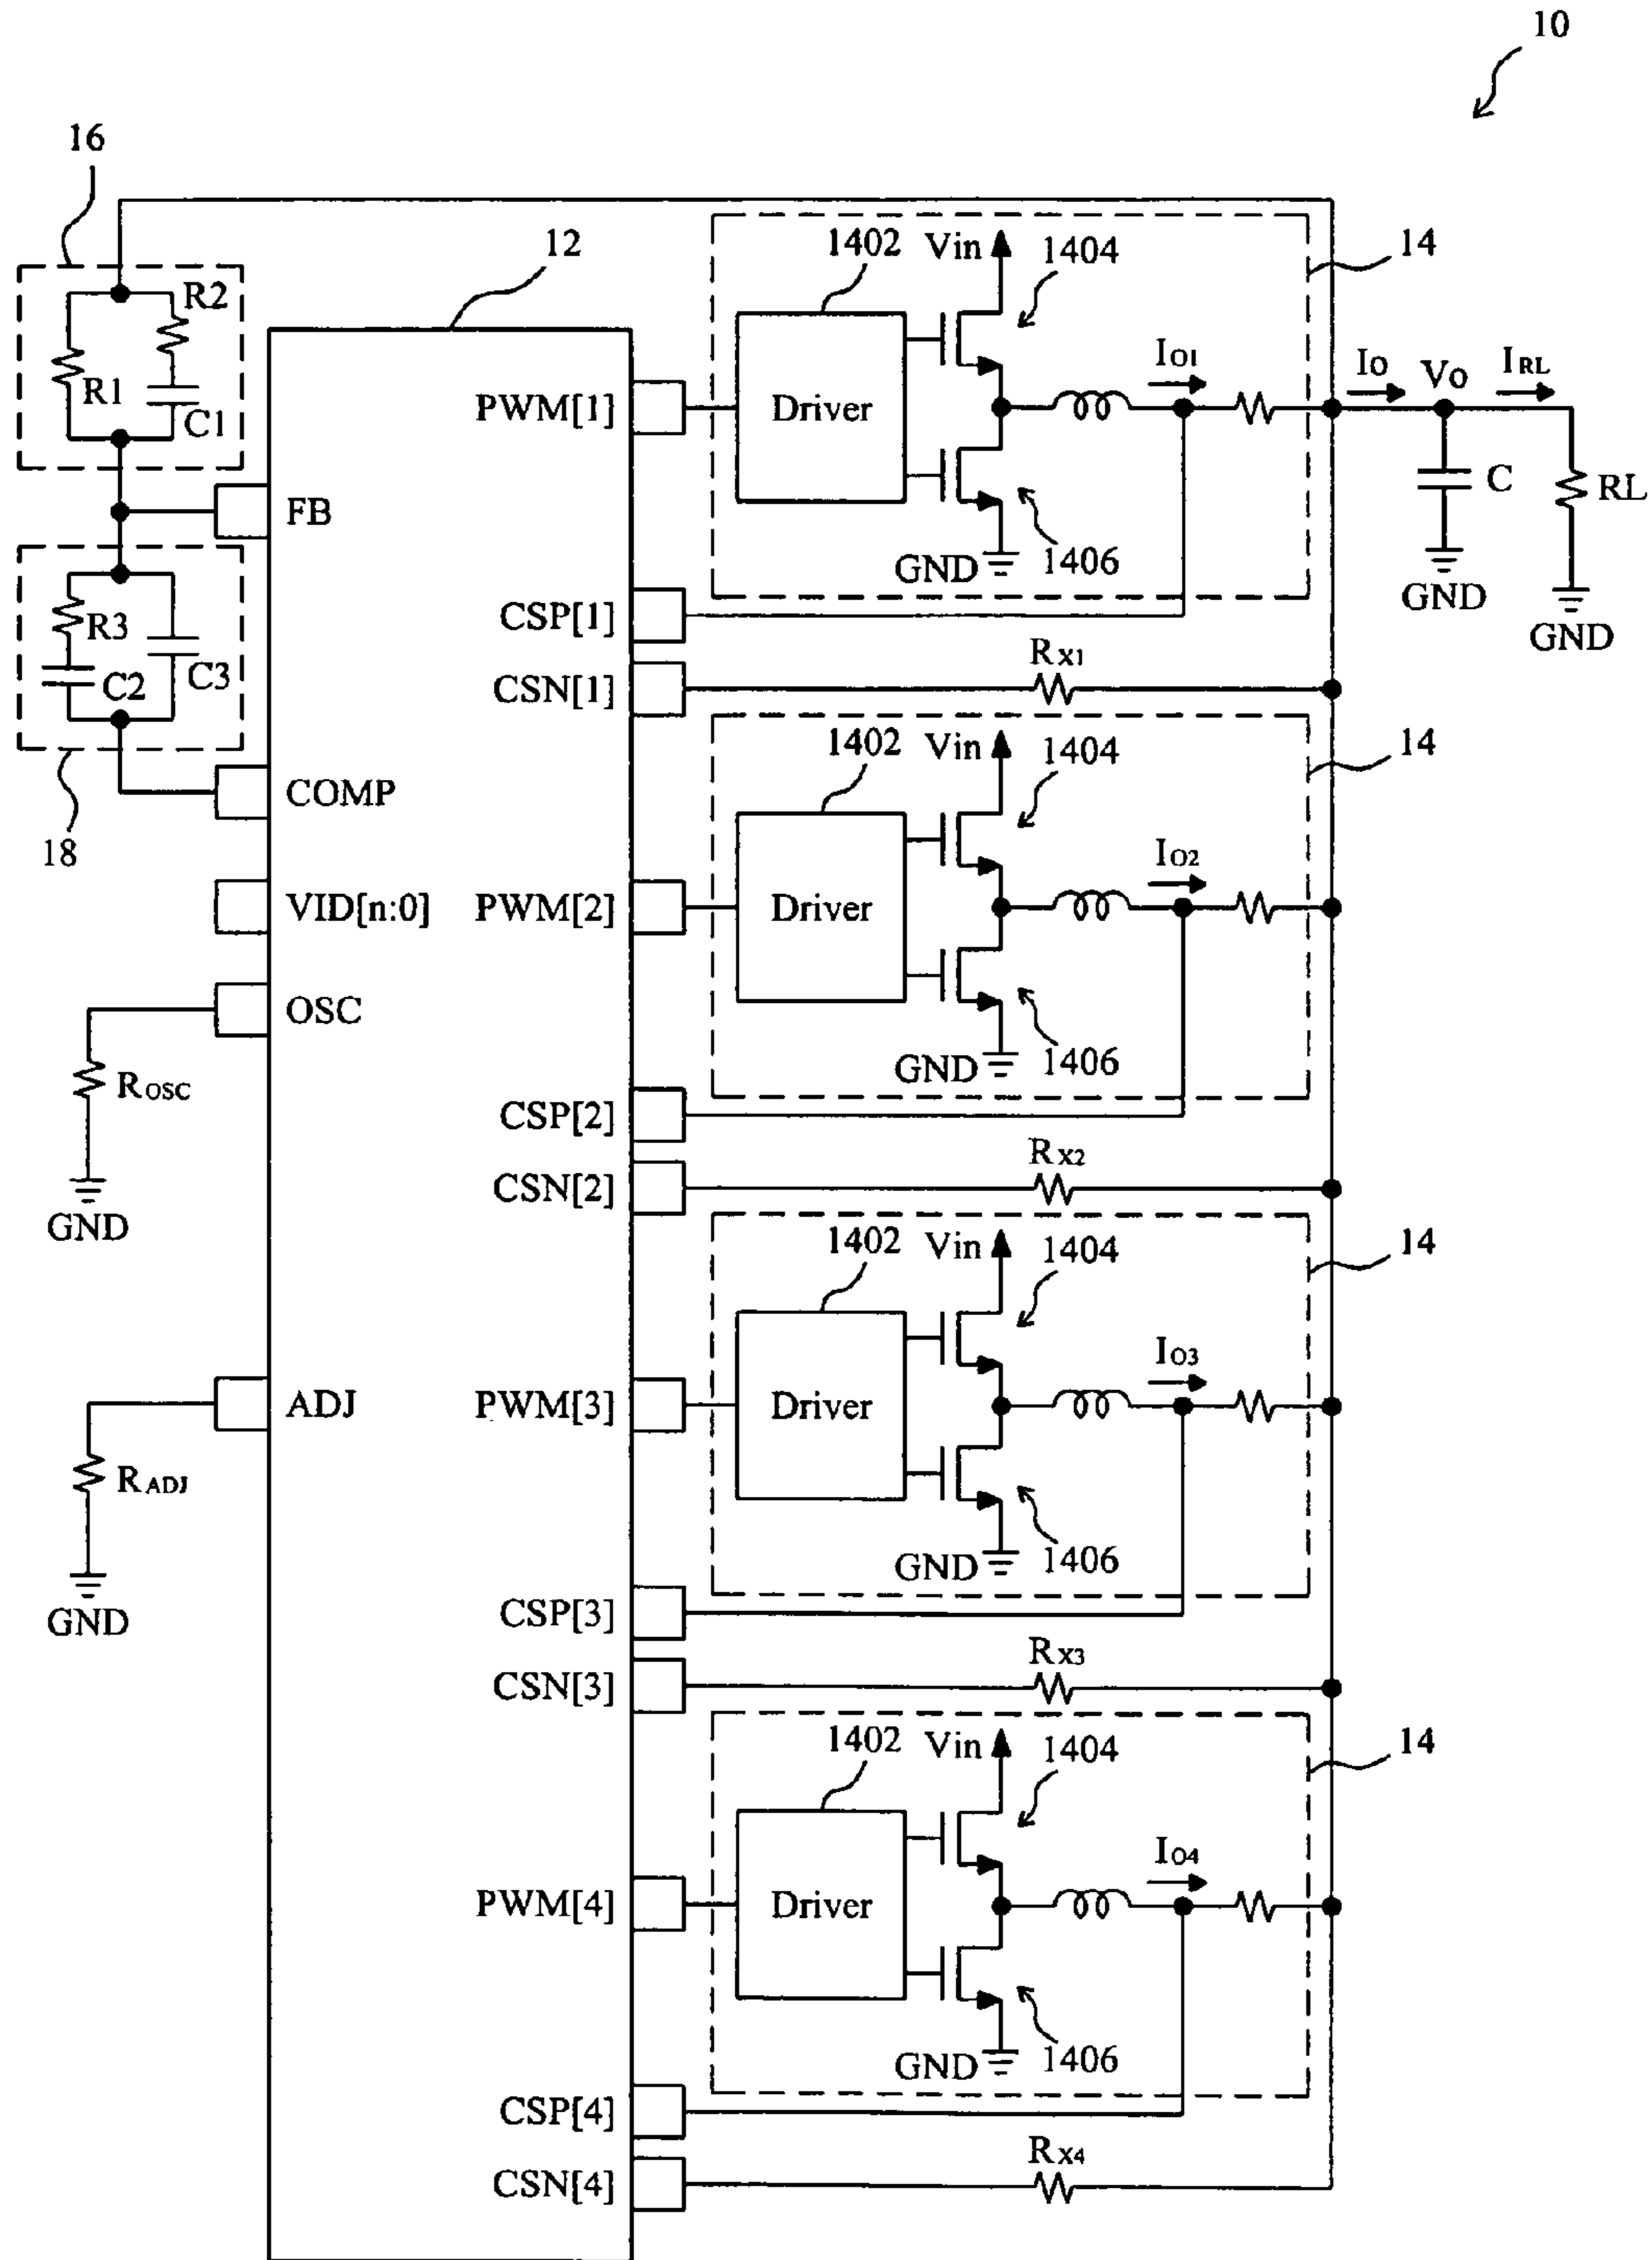 10
16
12
1402
Vin
1404
14
R2
R1
C1
PWM[1]
Driver
IO1
IO
VO
IRL
C
RL
FB
GND
1406
GND
GND
R3
C2
C3
CSP[1]
CSN[1]
RX1
18
COMP
1402
Vin
1404
14
VID[n:0]
PWM[2]
Driver
IO2
OSC
ROSC
GND
1406
GND
CSP[2]
CSN[2]
RX2
1402
Vin
1404
14
ADJ
PWM[3]
Driver
IO3
RADJ
GND
1406
GND
CSP[3]
CSN[3]
RX3
1402
Vin
1404
14
PWM[4]
Driver
IO4
GND
1406
CSP[4]
CSN[4]
RX4